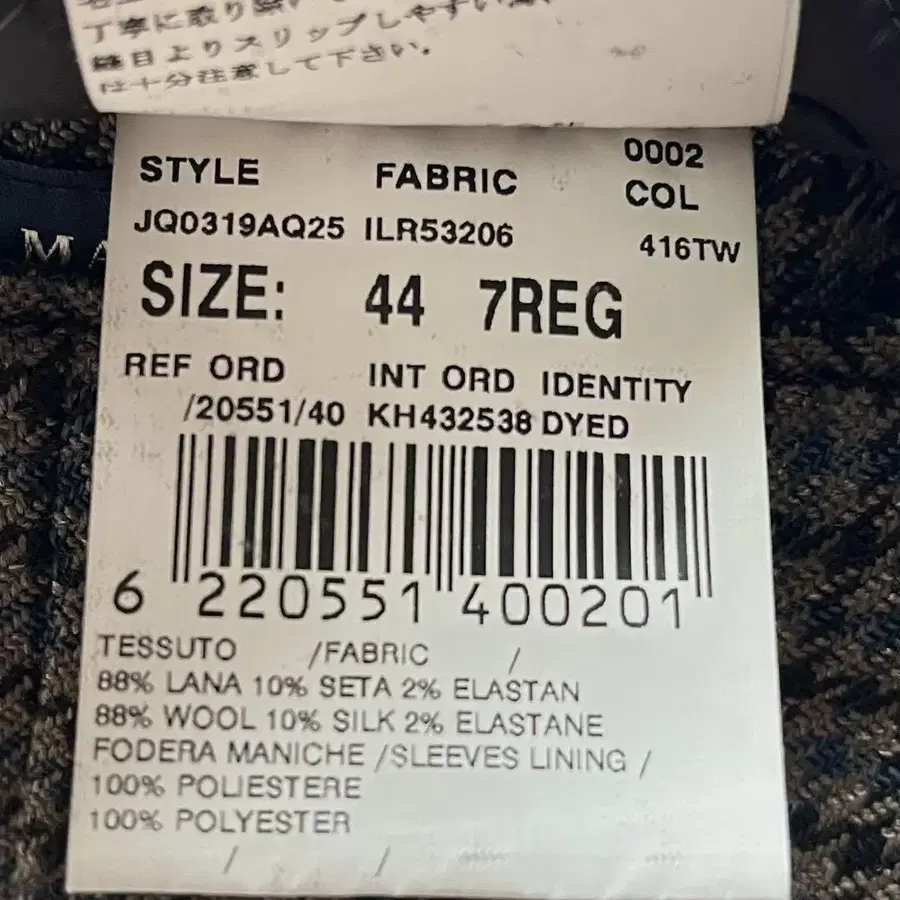 丁寧に取り
縫目よりスリップしやすい
は十分注意して下さい。
0002
STYLE FABRIC COL
JQ0319AQ25 ILR53206 416TW
SIZE: 44 7REG
REF ORD INT ORD IDENTITY
/20551/40 KH432538 DYED
6 220551 400201
TESSUTO /FABRIC /
88% LANA 10% SETA 2% ELASTAN
88% WOOL 10% SILK 2% ELASTANE
FODERA MANICHE /SLEEVES LINING /
100% POLIESTERE
100% POLYESTER
/ /
MA